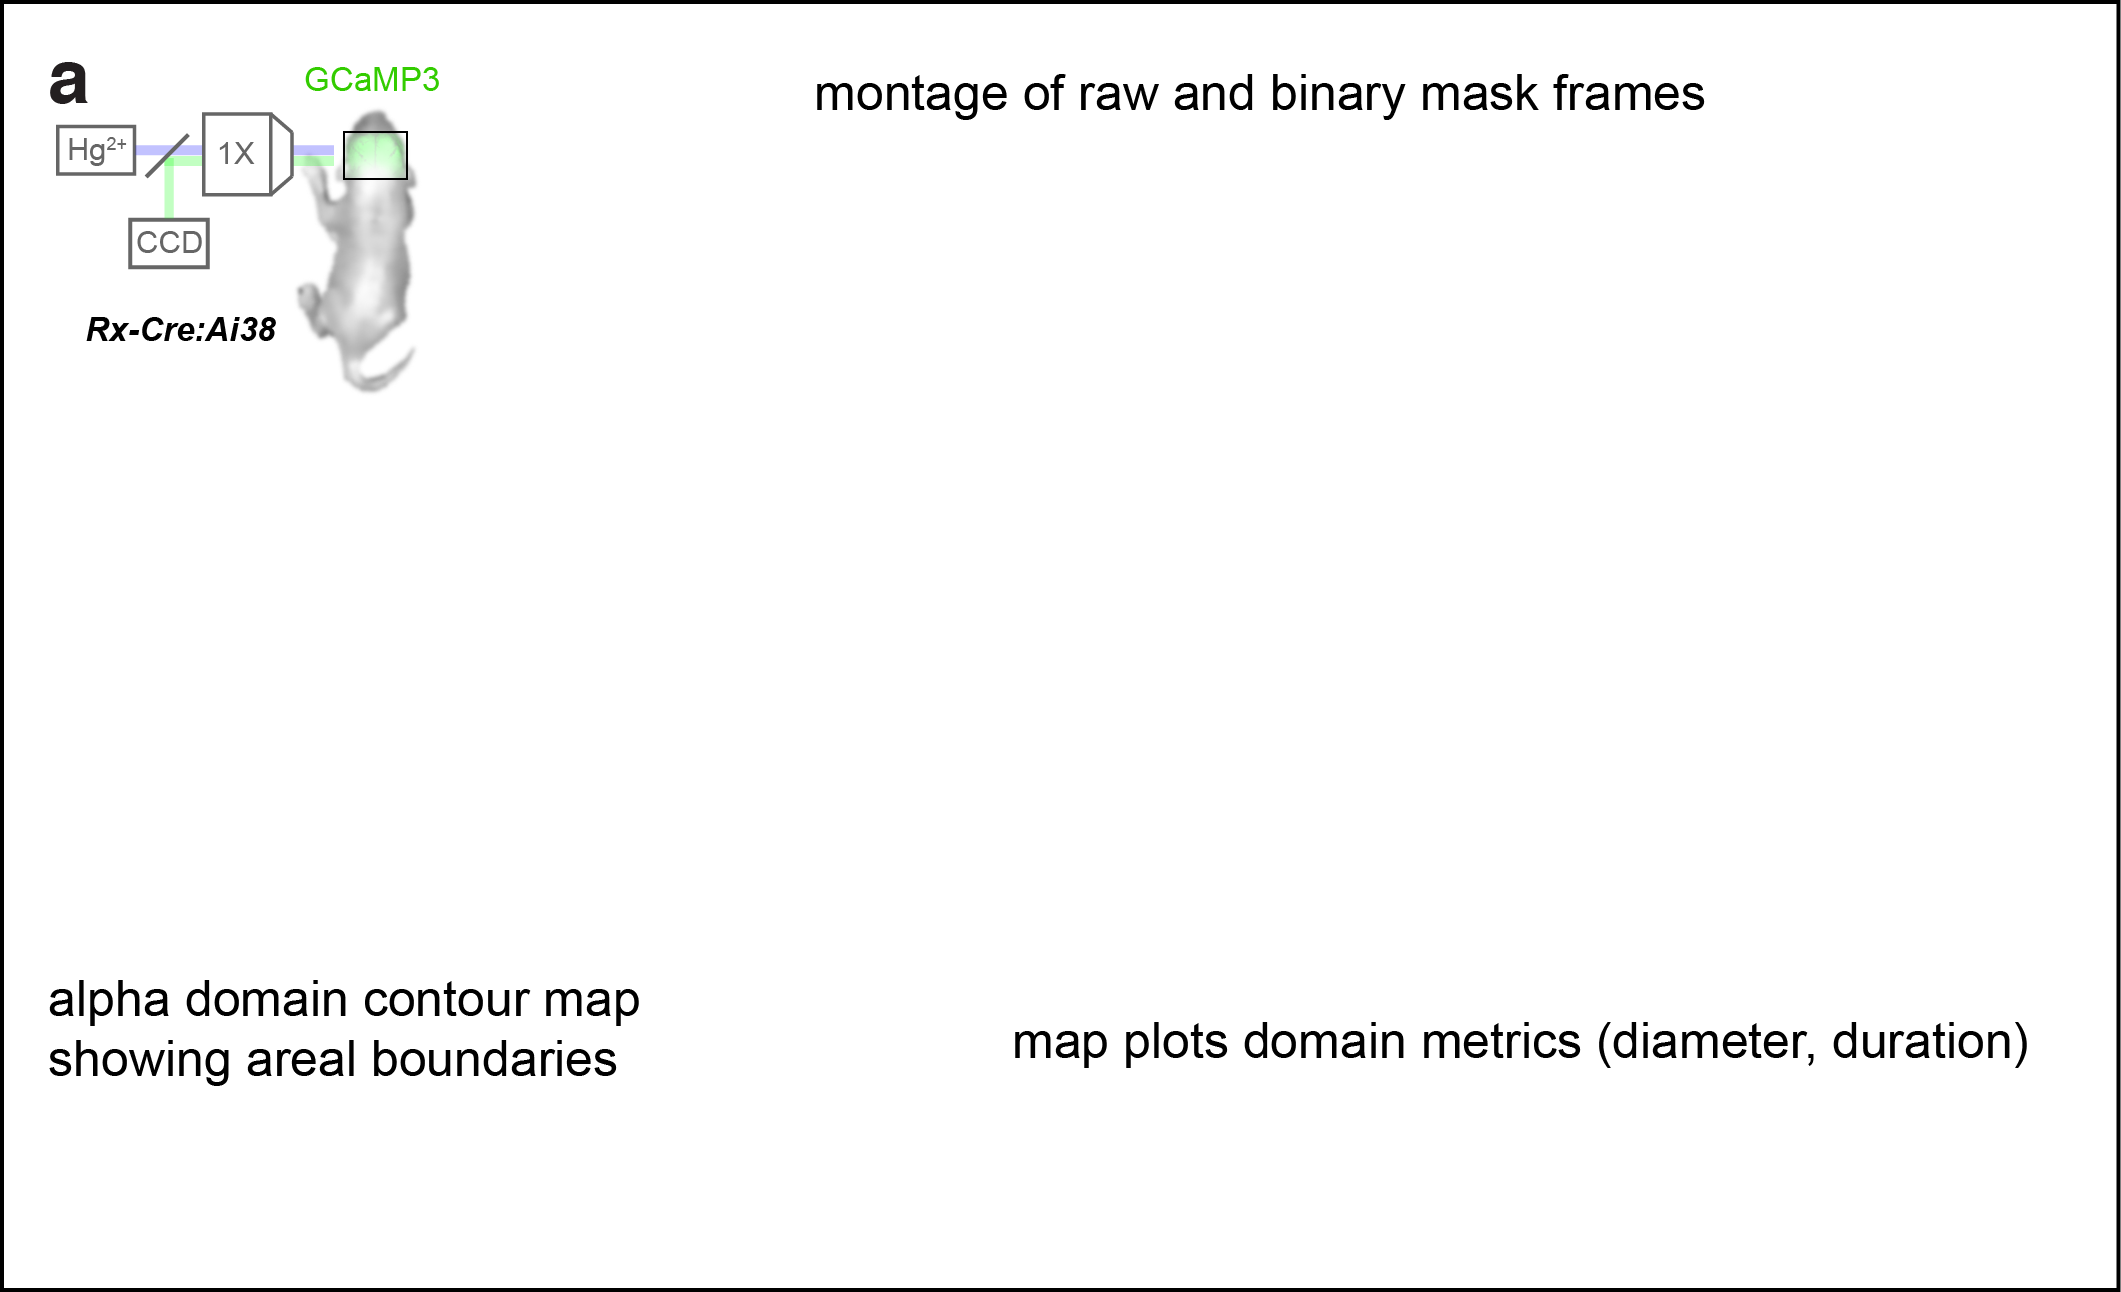 a
GCaMP3
montage of raw and binary mask frames
Hg²⁺
1X
CCD
Rx-Cre:Ai38
alpha domain contour map
showing areal boundaries
map plots domain metrics (diameter, duration)